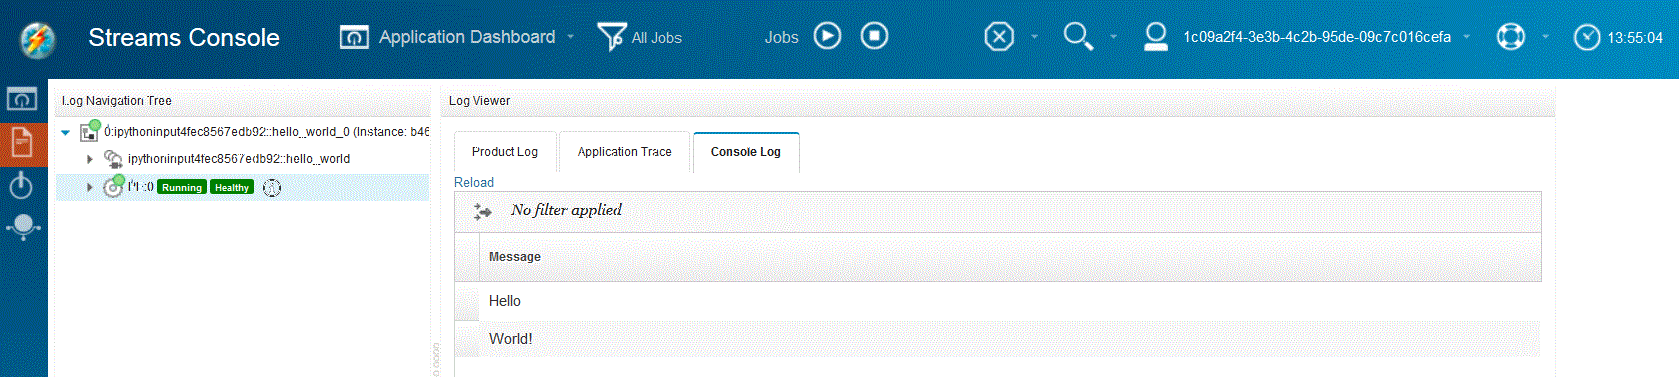 Streams Console
Application Dashboard
All Jobs
Jobs
1c09a2f4-3e3b-4c2b-95de-09c7c016cefa
13:55:04
Log Navigation Tree
Log Viewer
0:ipythoninput4fec8567edb92::hello_world_0 (Instance: b46
ipythoninput4fec8567edb92::hello_world
Running Healthy
Product Log
Application Trace
Console Log
Reload
No filter applied
Message
Hello
World!